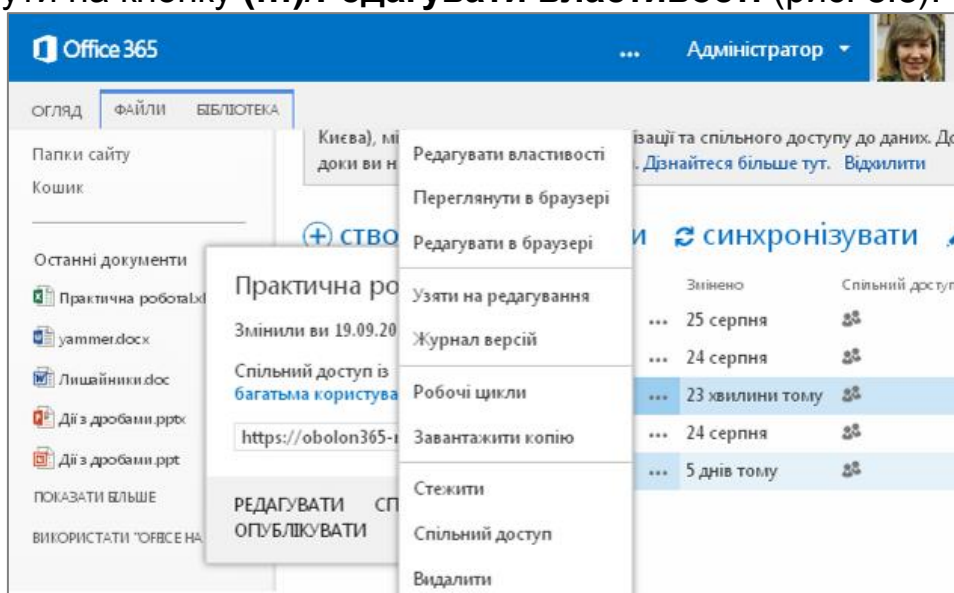 Office 365
... Адміністратор
ОГЛЯД ФАЙЛИ БІБЛІОТЕКА
Папки сайту
Кошик
Останні документи
Практична робота1.xl
yammer.docx
Лишайники.doc
Дії з дробами.pptx
Дії з дробами.ppt
ПОКАЗАТИ БІЛЬШЕ
ВИКОРИСТАТИ "OFFICE НА
Києва), мі
доки ви н
зації та спільного доступу до даних. До
. Дізнайтеся більше тут. Відхилити
ство
и синхронізувати
Практична ро
Змінили ви 19.09.20
Спільний доступ із
багатьма користува
https://obolon365-
РЕДАГУВАТИ СП
ОПУБЛІКУВАТИ
Редагувати властивості
Переглянути в браузері
Редагувати в браузері
Узяти на редагування
Журнал версій
Робочі цикли
Завантажити копію
Стежити
Спільний доступ
Видалити
Змінено Спільний доступ
... 25 серпня
... 24 серпня
... 23 хвилини тому
... 24 серпня
... 5 днів тому